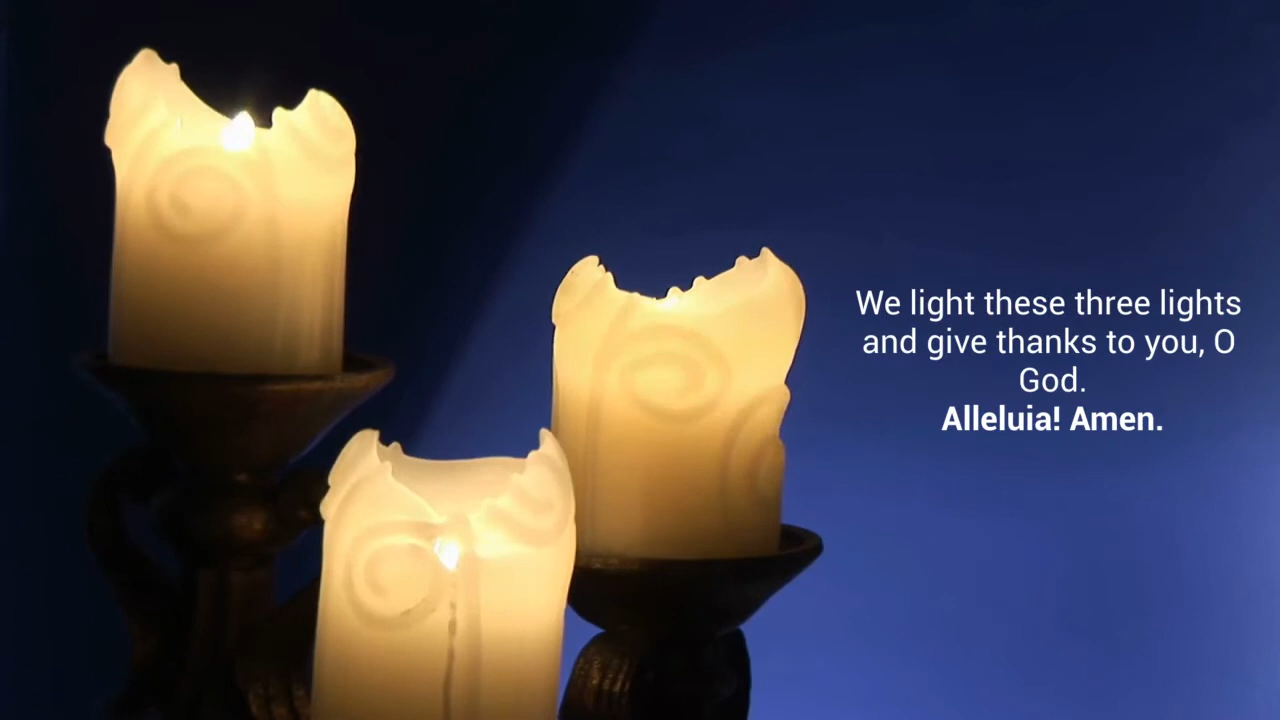 We light these three lights
and give thanks to you, O
God.
Alleluia! Amen.